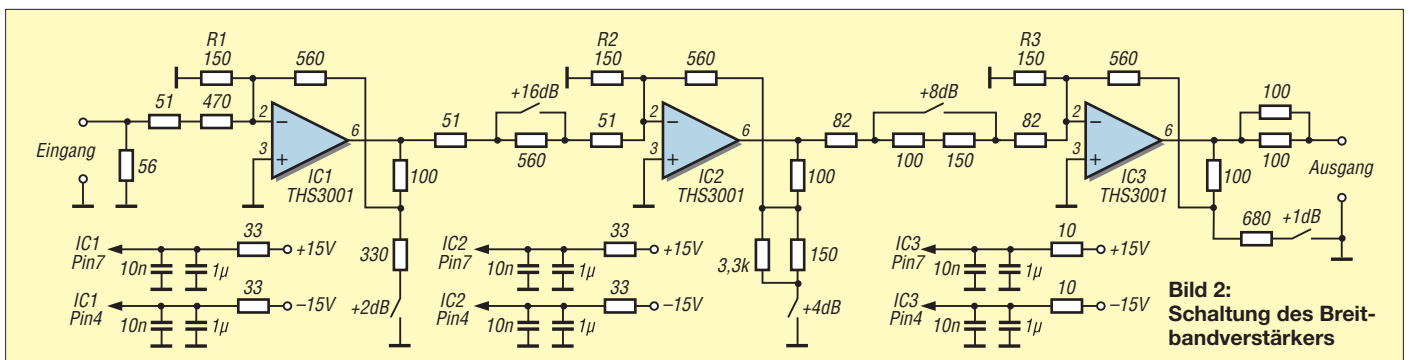 R1
150
560
51
470
2
3
6
IC1
THS3001
Eingang
56
100
330
+2dB
51
+16dB
560
51
R2
150
560
2
3
6
IC2
THS3001
100
3,3k
150
+4dB
82
+8dB
100
150
82
R3
150
560
2
3
6
IC3
THS3001
100
100
100
Ausgang
680
+1dB
IC1
Pin7
33
+15V
10n
1µ
IC1
Pin4
33
–15V
10n
1µ
IC2
Pin7
33
+15V
10n
1µ
IC2
Pin4
33
–15V
10n
1µ
IC3
Pin7
10
+15V
10n
1µ
IC3
Pin4
10
–15V
10n
1µ
Bild 2:
Schaltung des Breit-
bandverstärkers